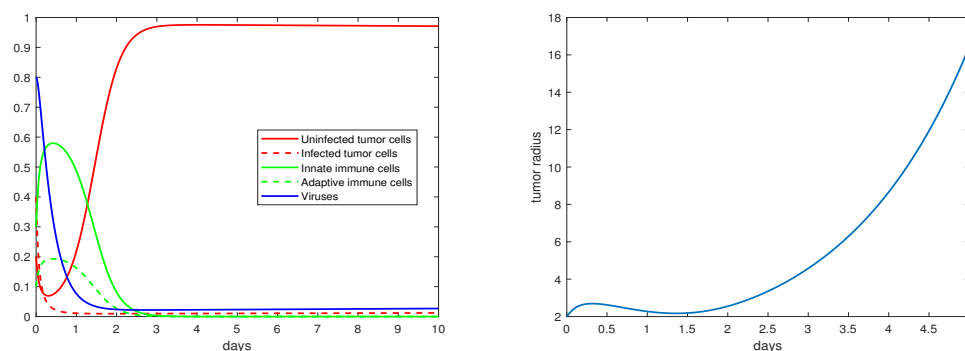 1
0.9
0.8
0.7
0.6
0.5
0.4
0.3
0.2
0.1
0
0 1 2 3 4 5 6 7 8 9 10
days
Uninfected tumor cells
Infected tumor cells
Innate immune cells
Adaptive immune cells
Viruses
18
16
14
12
10
8
6
4
2
tumor radius
0 0.5 1 1.5 2 2.5 3 3.5 4 4.5
days